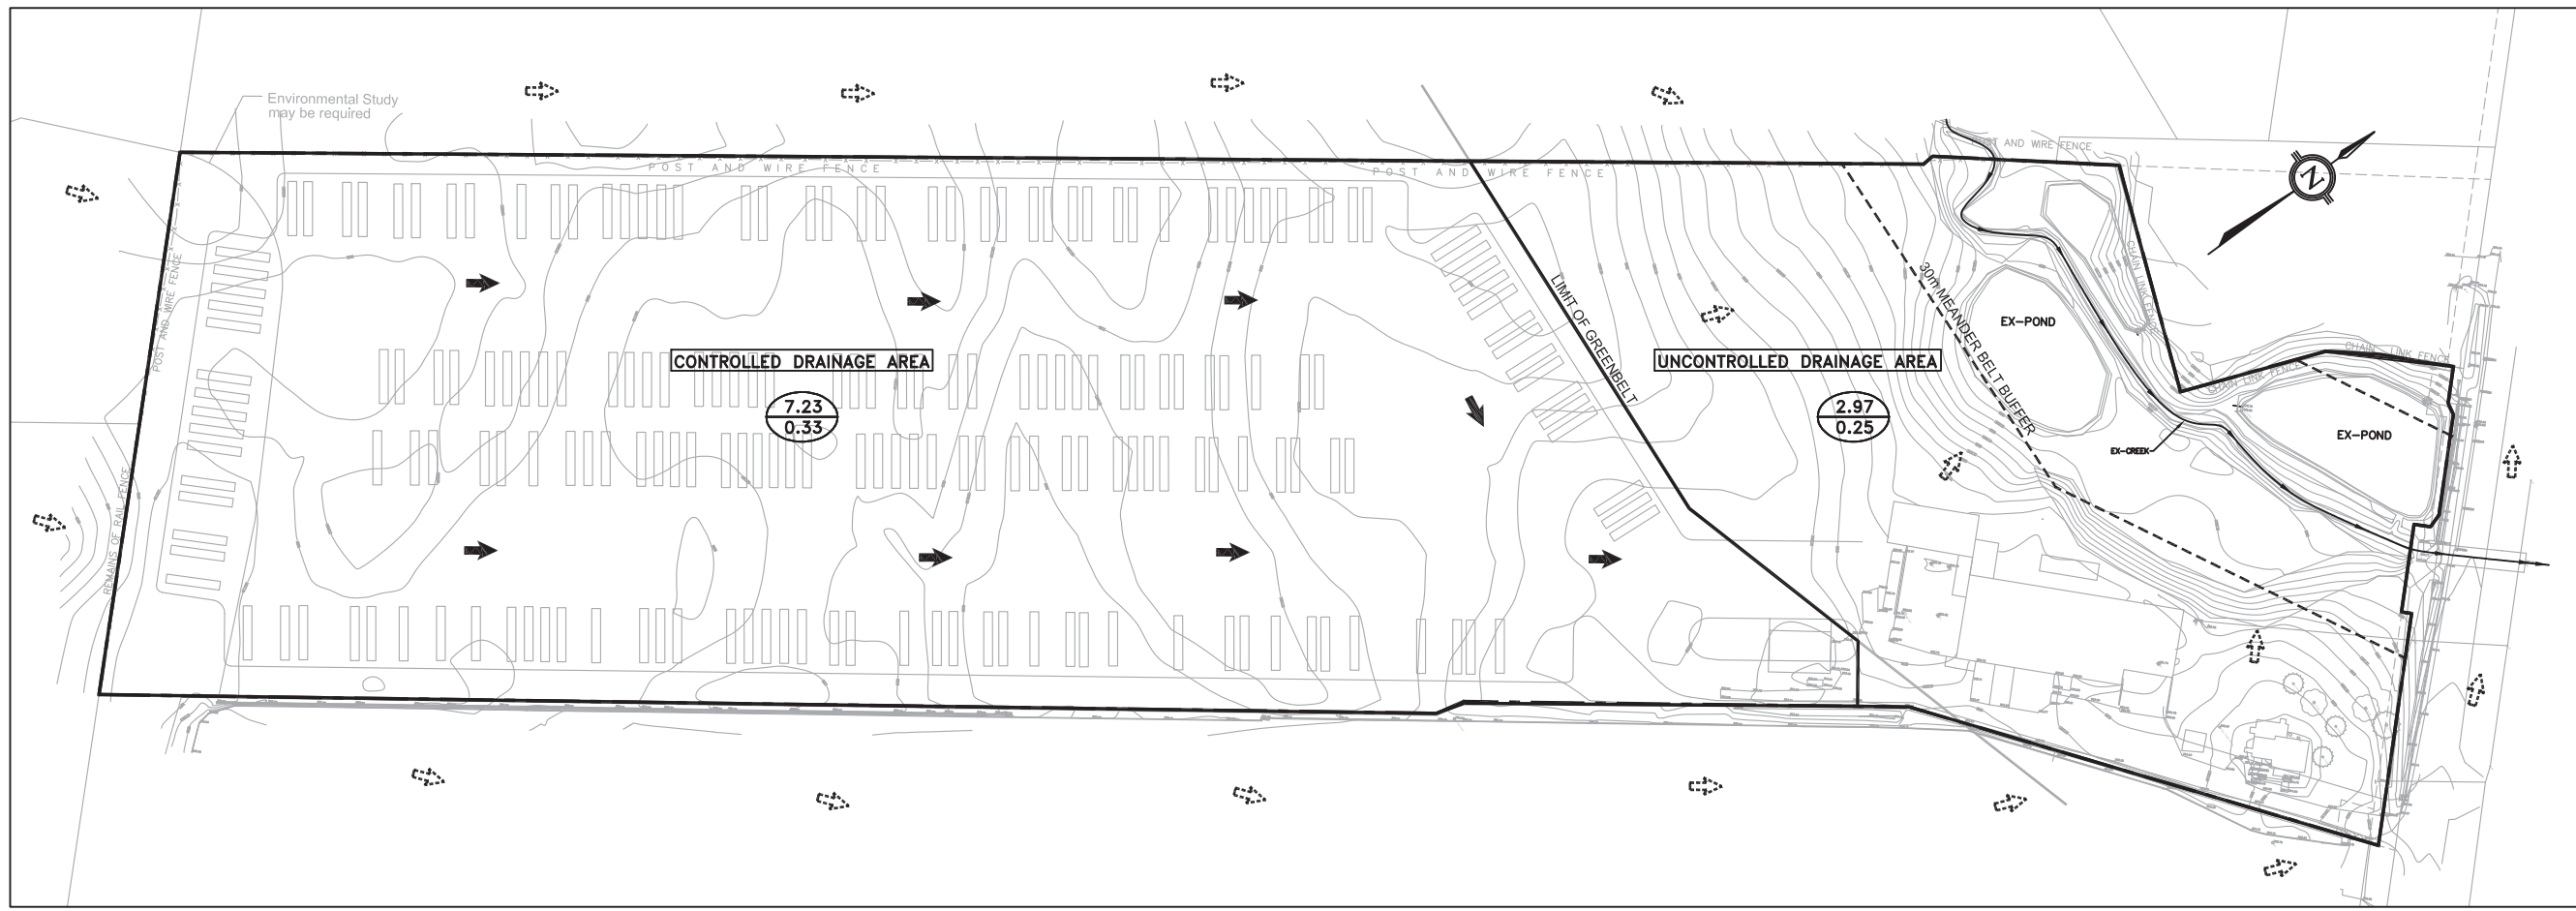 Environmental Study
may be required
POST AND WIRE FENCE
POST AND WIRE FENCE
POST AND WIRE FENCE
POST AND WIRE FENCE
REMAINS OF RAIL FENCE
CONTROLLED DRAINAGE AREA
7.23
0.33
LIMIT OF GREENBELT
UNCONTROLLED DRAINAGE AREA
2.97
0.25
30m MEANDER BELT BUFFER
EX-POND
EX-CREEK
CHAIN LINK FENCE
CHAIN LINK FENCE
CHAIN LINK FENCE
EX-POND
N